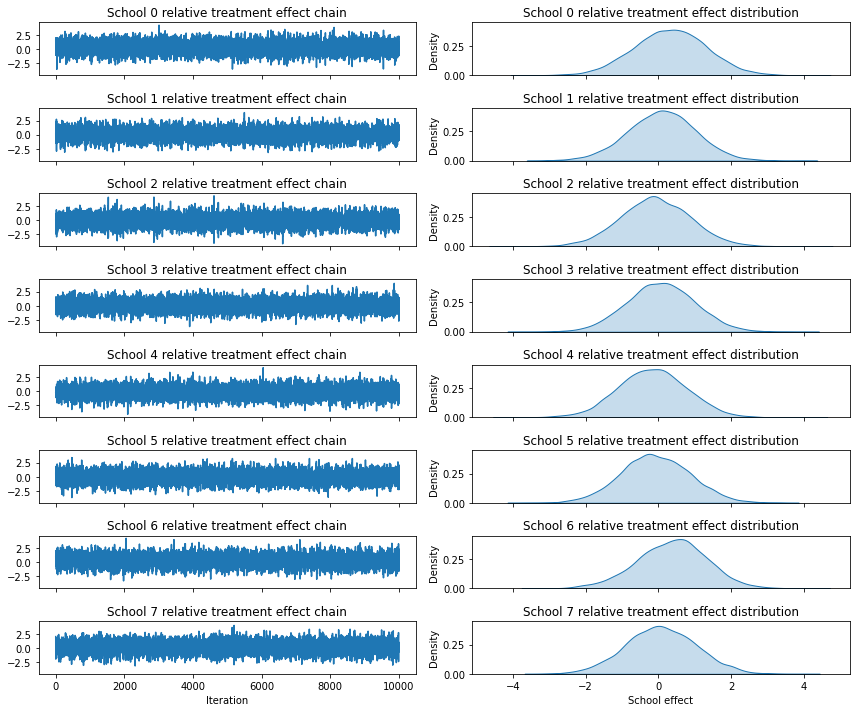 School 0 relative treatment effect chain
2.5
0.0
−2.5
School 0 relative treatment effect distribution
Density
0.25
0.00
School 1 relative treatment effect chain
2.5
0.0
−2.5
School 1 relative treatment effect distribution
Density
0.25
0.00
School 2 relative treatment effect chain
2.5
0.0
−2.5
School 2 relative treatment effect distribution
Density
0.25
0.00
School 3 relative treatment effect chain
2.5
0.0
−2.5
School 3 relative treatment effect distribution
Density
0.25
0.00
School 4 relative treatment effect chain
2.5
0.0
−2.5
School 4 relative treatment effect distribution
Density
0.25
0.00
School 5 relative treatment effect chain
2.5
0.0
−2.5
School 5 relative treatment effect distribution
Density
0.25
0.00
School 6 relative treatment effect chain
2.5
0.0
−2.5
School 6 relative treatment effect distribution
Density
0.25
0.00
School 7 relative treatment effect chain
2.5
0.0
−2.5
0 2000 4000 6000 8000 10000
Iteration
School 7 relative treatment effect distribution
Density
0.25
0.00
−4 −2 0 2 4
School effect